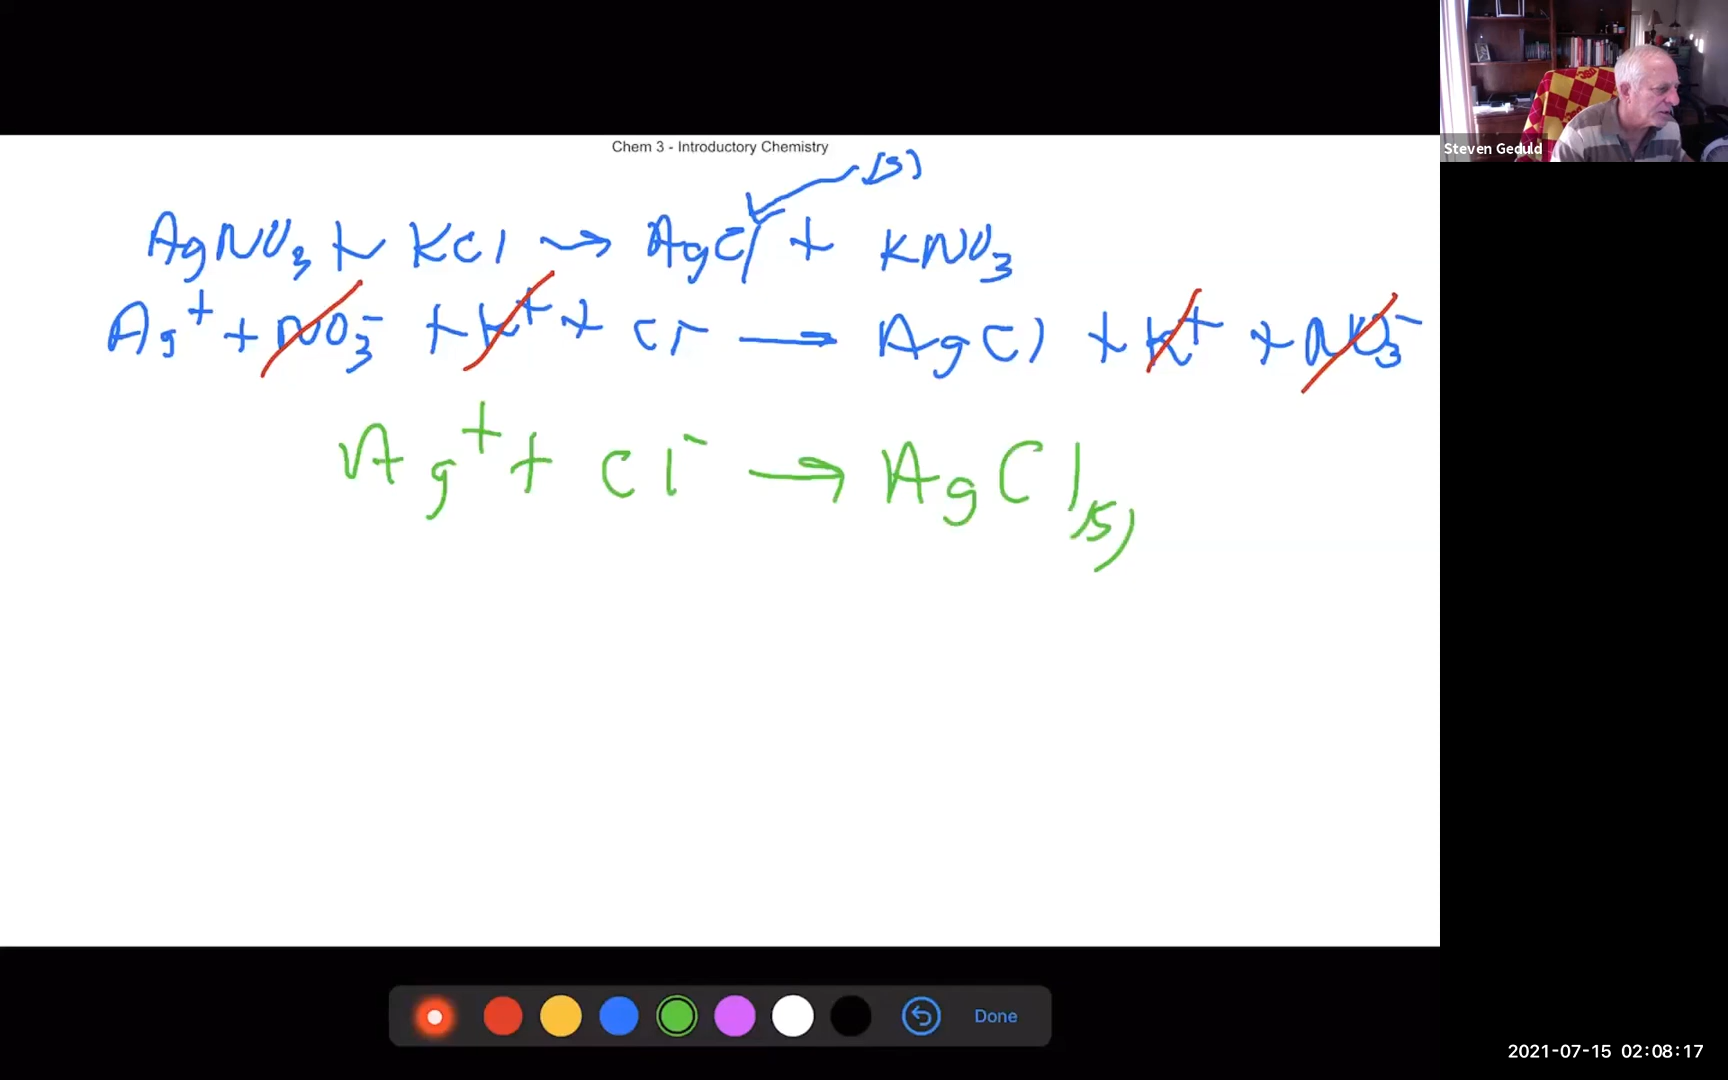 Chem 3 - Introductory Chemistry
Steven Geduld
(s)
AgNO3 + KCl → AgCl + KNO3
Ag+ + NO3- + K+ + Cl- → AgCl + K+ + NO3-
Ag+ + Cl- → AgCl(s)
Done
2021-07-15 02:08:17